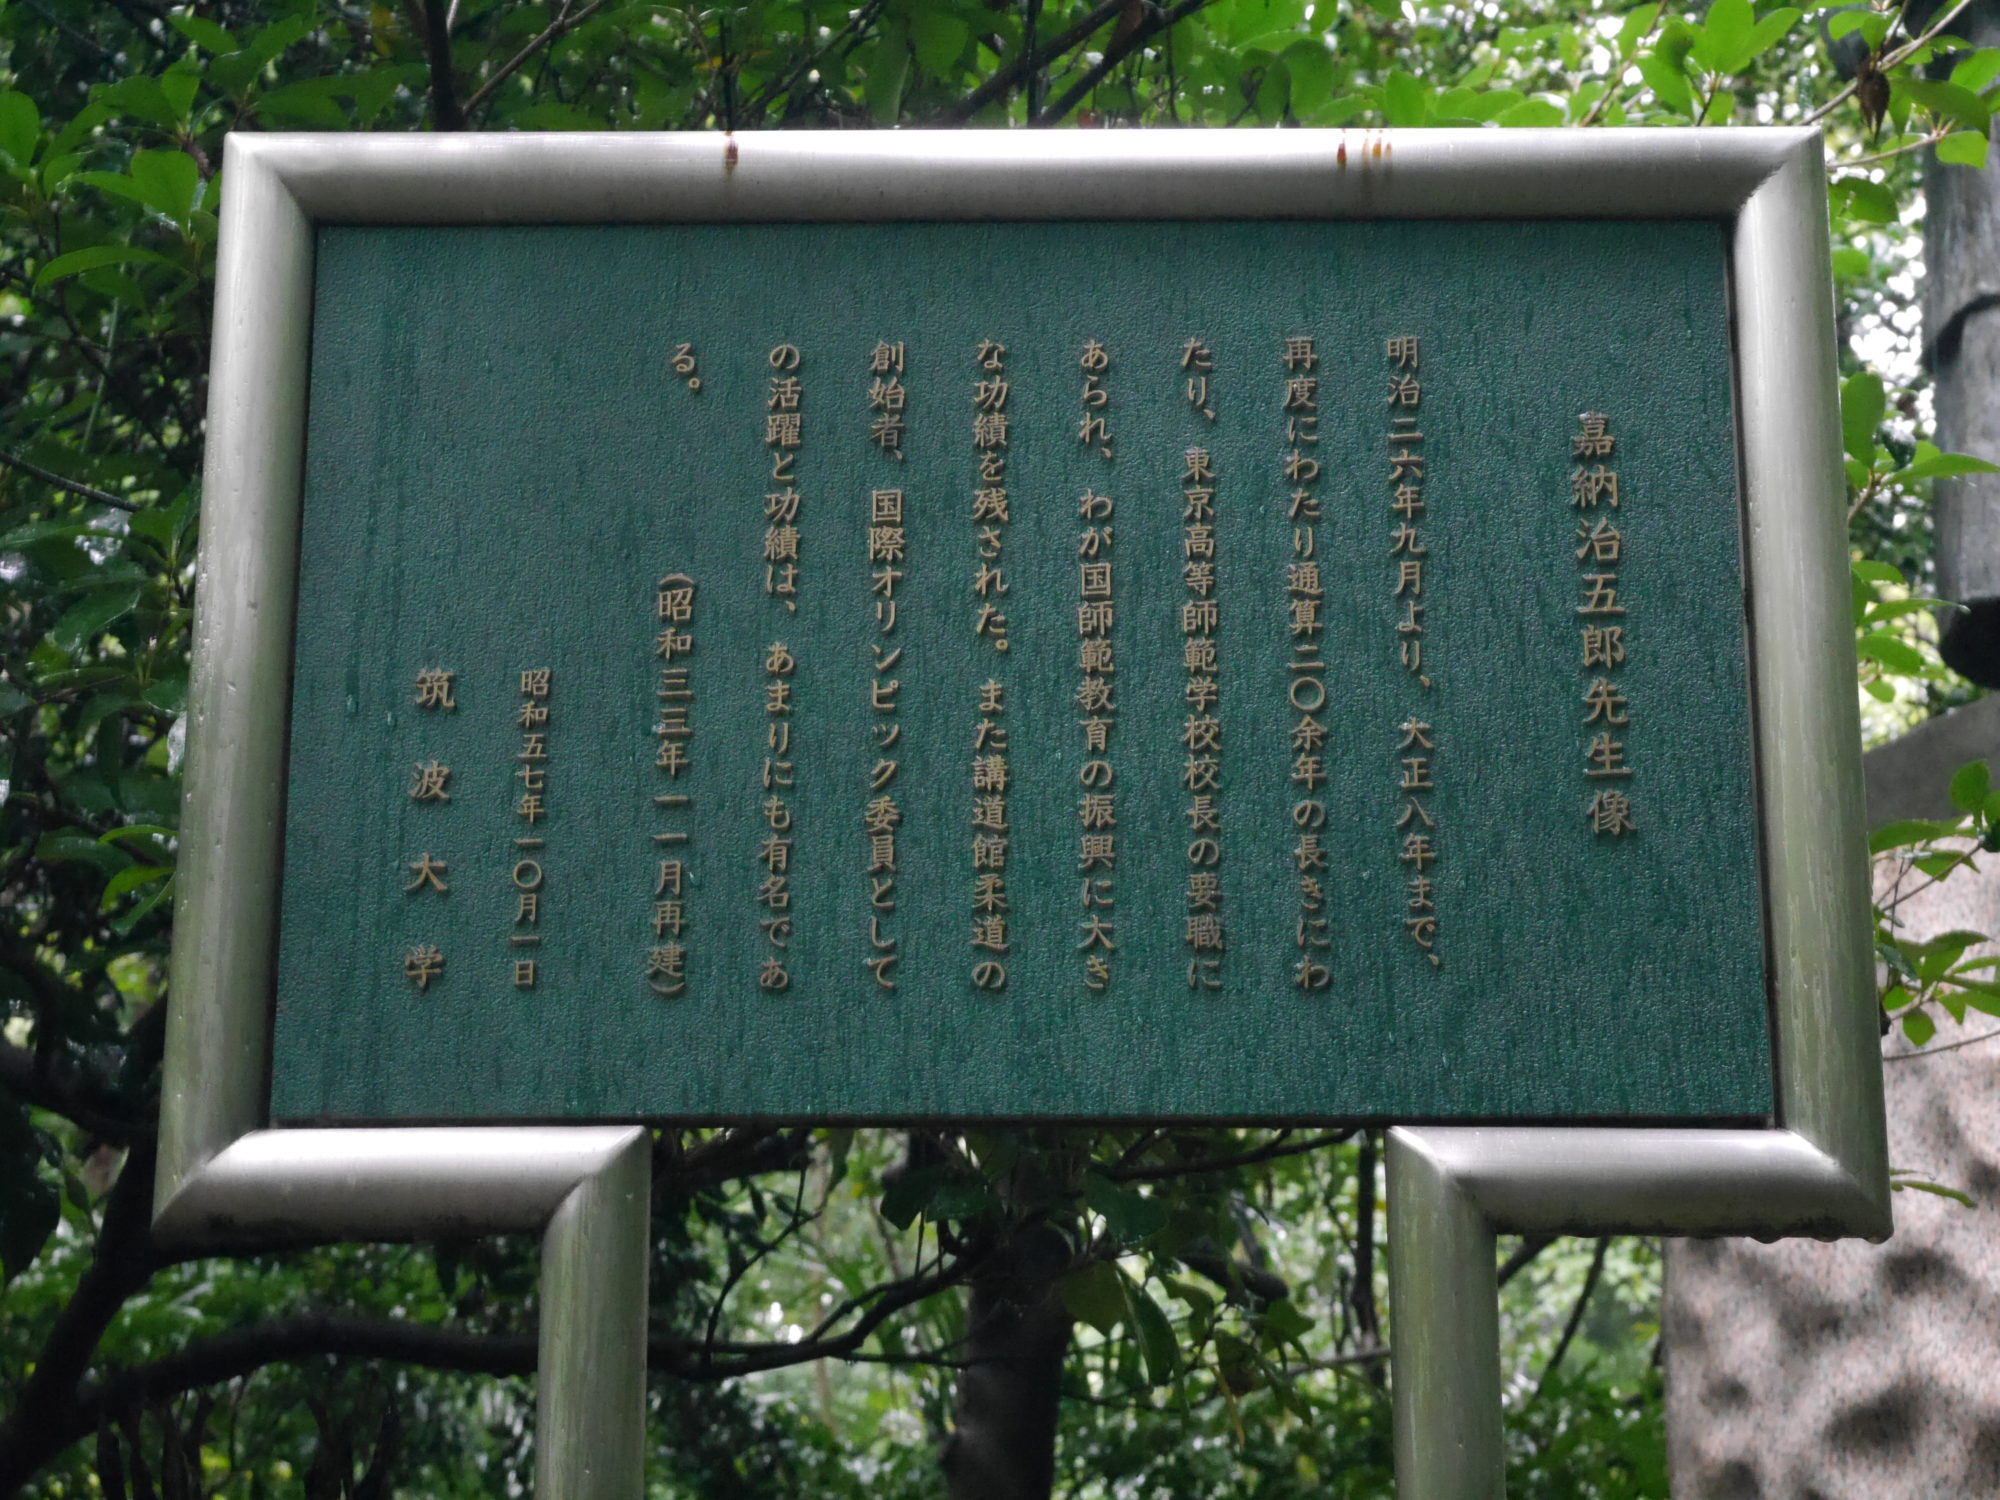 嘉納治五郎先生像
明治二六年九月より、大正八年まで、
再度にわたり通算二〇余年の長きにわ
たり、東京高等師範学校校長の要職に
あられ、わが国師範教育の振興に大き
な功績を残された。また講道館柔道の
創始者、国際オリンピック委員として
の活躍と功績は、あまりにも有名であ
る。
(昭和三三年一一月再建)
昭和五七年一〇月一日
筑波大学